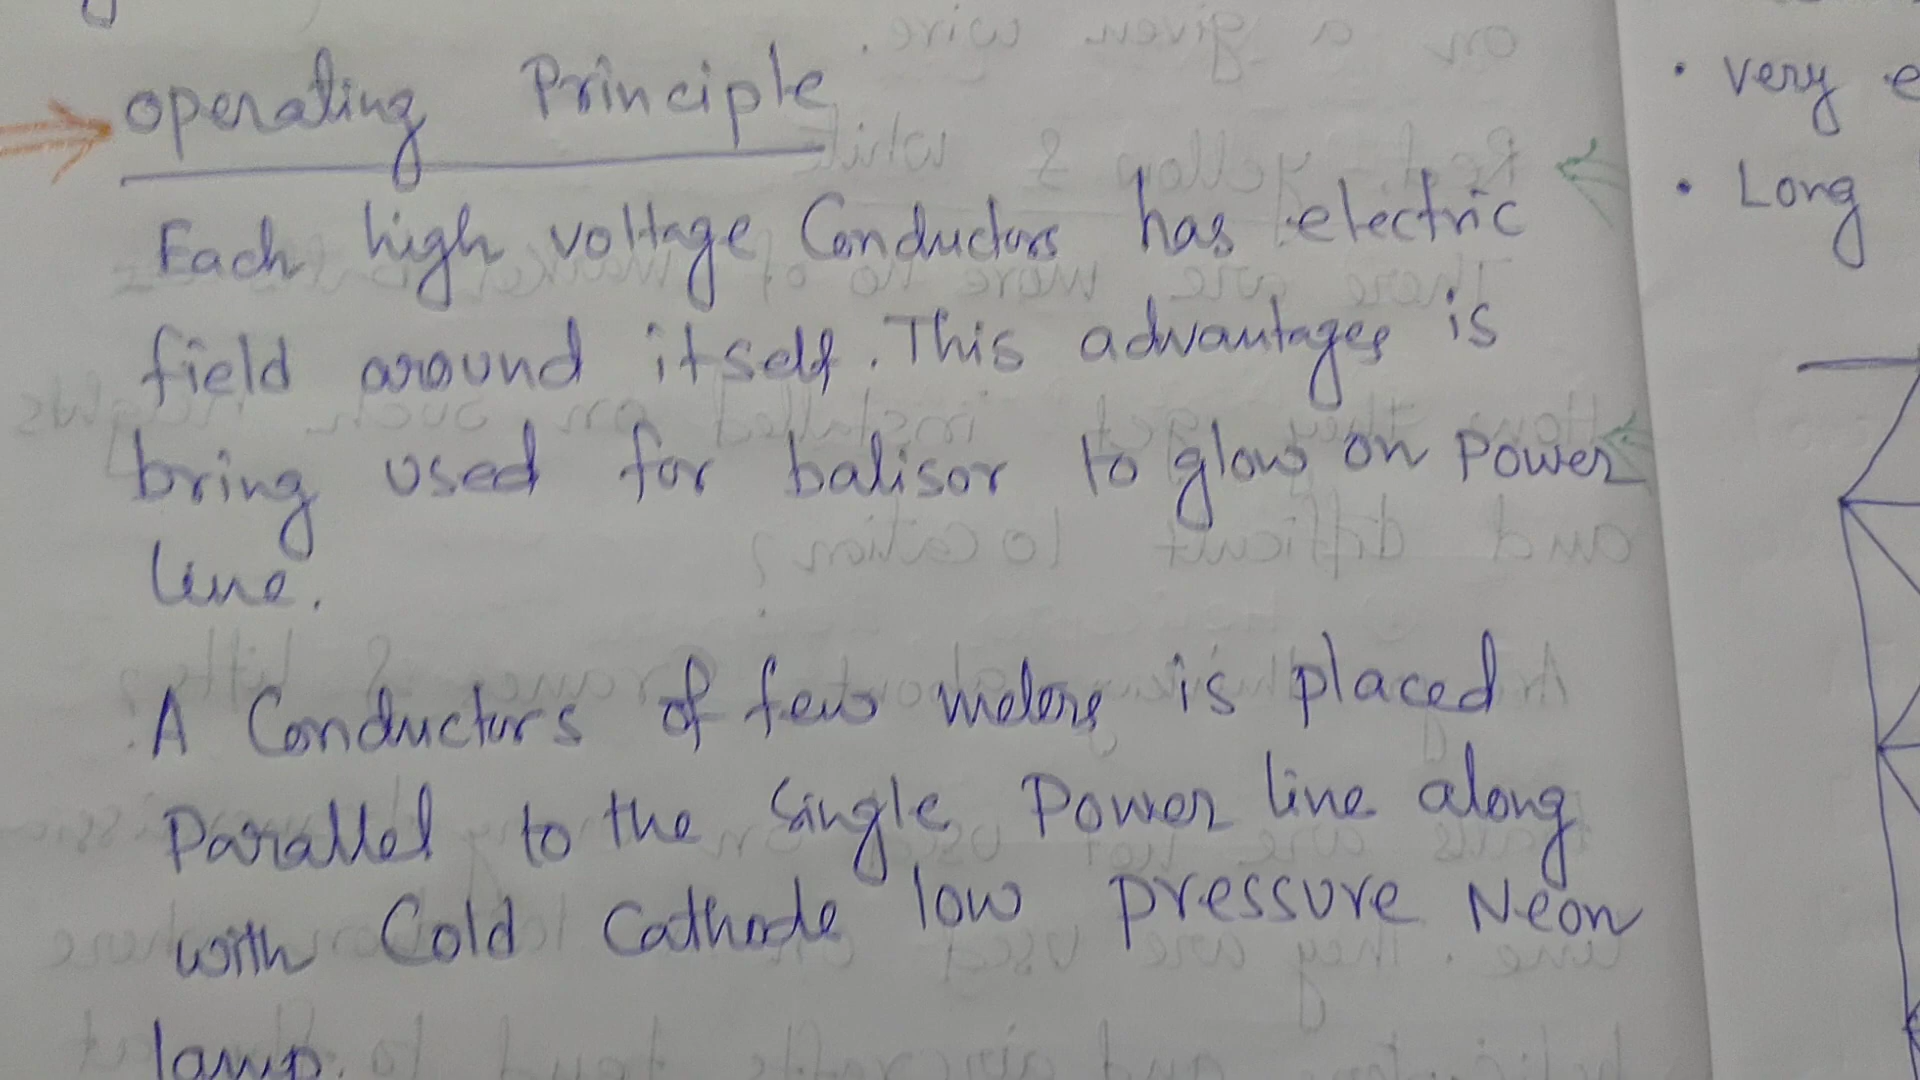 operating Principle
Each high voltage Conductors has electric
field around itself. This advantages is
bring used for balisor to glow on Power
line.
A Conductors of few meters is placed
Parallel to the Single Power line along
with Cold Cathode low pressure Neon
lamp.
• very
• Long